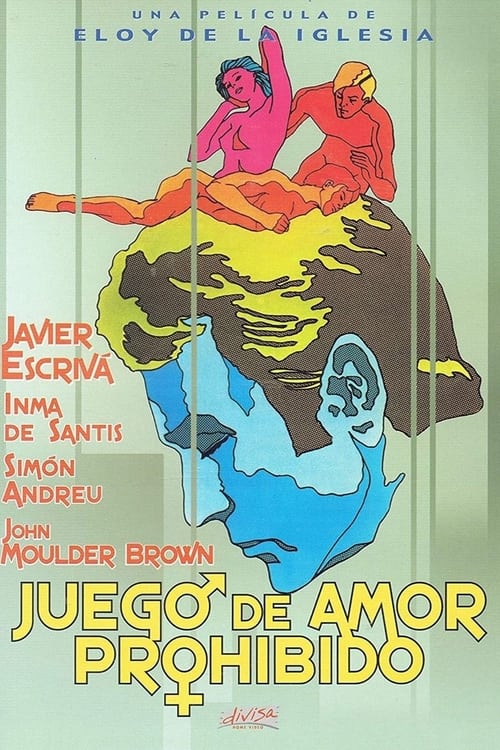 UNA PELÍCULA DE
ELOY DE LA IGLESIA
JAVIER
ESCRIVÁ
INMA
DE SANTIS
SIMÓN
ANDREU
JOHN
MOULDER BROWN
JUEGO DE AMOR
PROHIBIDO
divisa
HOME VIDEO